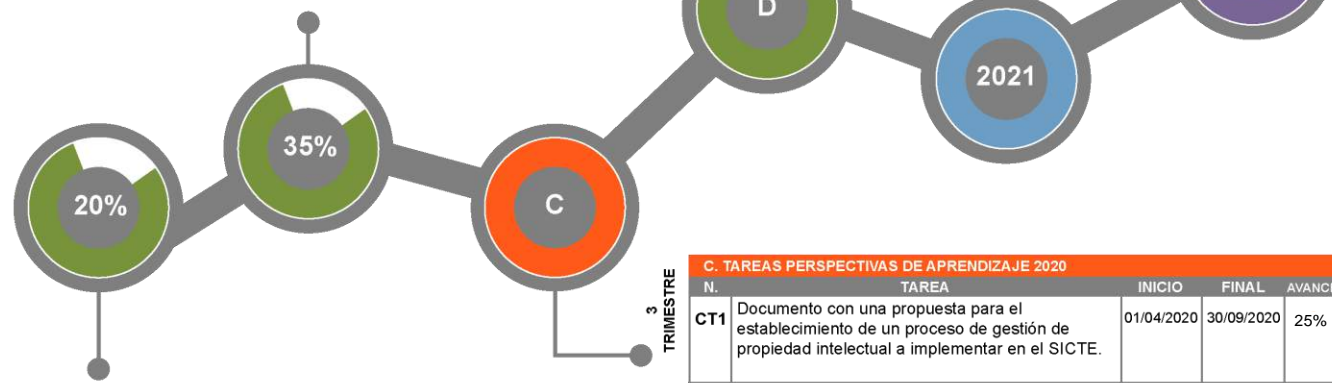 D
2021
35%
20%
C
3
TRIMESTRE
C. TAREAS PERSPECTIVAS DE APRENDIZAJE 2020
N. TAREA INICIO FINAL AVANCE
CT1 Documento con una propuesta para el
establecimiento de un proceso de gestión de
propiedad intelectual a implementar en el SICTE.
01/04/2020 30/09/2020 25%